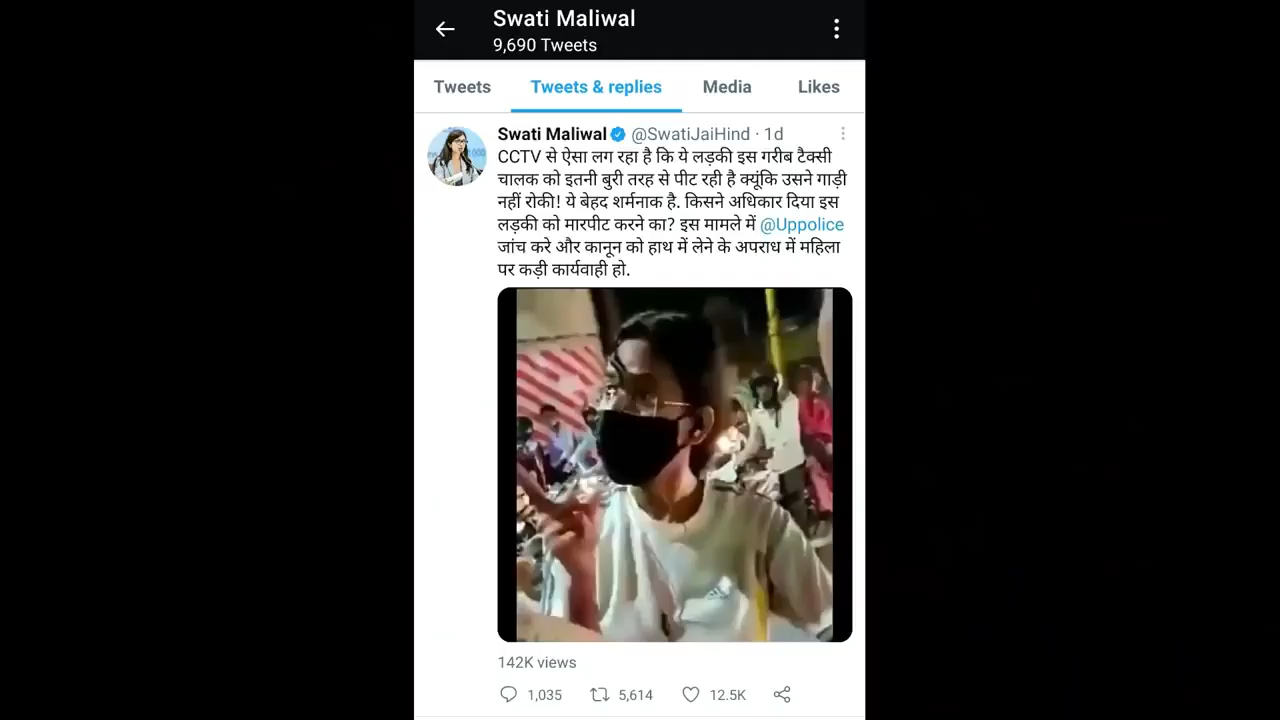 Swati Maliwal
9,690 Tweets
Tweets Tweets & replies Media Likes
Swati Maliwal @SwatiJaiHind · 1d
CCTV से ऐसा लग रहा है कि ये लड़की इस गरीब टैक्सी
चालक को इतनी बुरी तरह से पीट रही है क्यूंकि उसने गाड़ी
नहीं रोकी! ये बेहद शर्मनाक है. किसने अधिकार दिया इस
लड़की को मारपीट करने का? इस मामले में @Uppolice
जांच करे और कानून को हाथ में लेने के अपराध में महिला
पर कड़ी कार्यवाही हो.
142K views
1,035 5,614 12.5K